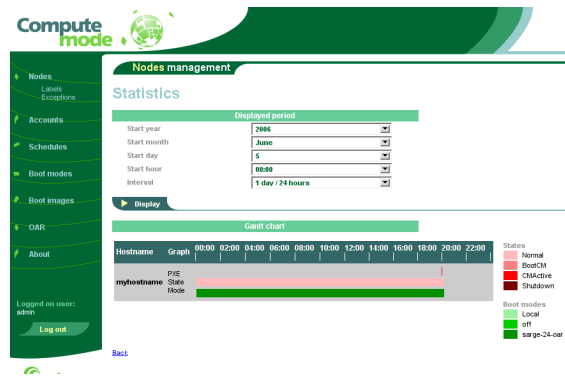 Compute
mode
Nodes
Labels
Exceptions
Accounts
Schedules
Boot modes
Boot images
OAR
About
Logged on user:
admin
Log out
Nodes management
Statistics
Displayed period
Start year 2006
Start month June
Start day 5
Start hour 00:00
Interval 1 day / 24 hours
Display
Gantt chart
Hostname Graph 00:00 02:00 04:00 06:00 08:00 10:00 12:00 14:00 16:00 18:00 20:00 22:00
myhostname
PXE
State
Mode
States
Normal
BootCM
CMActive
Shutdown
Boot modes
Local
off
sarge-24-oar
Back